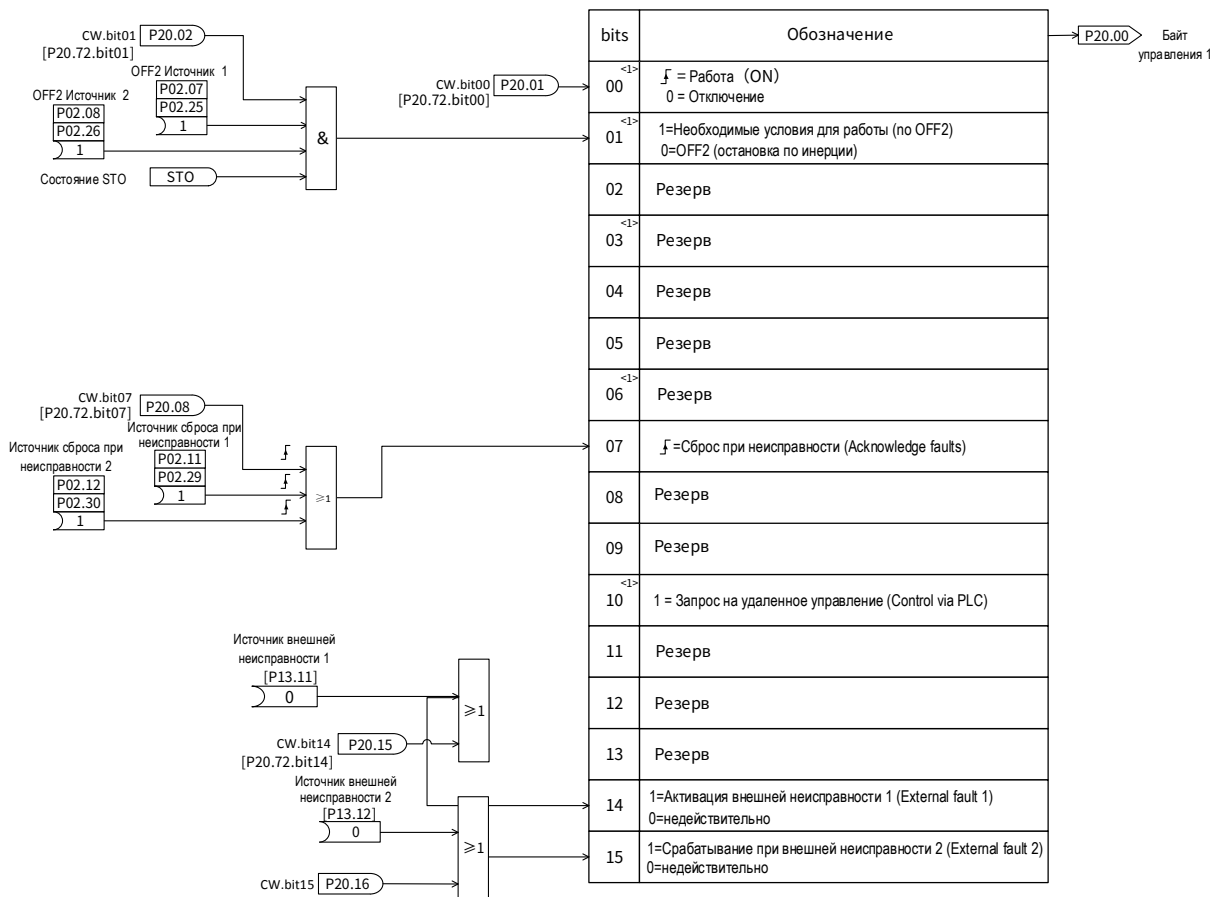 CW.bit01 P20.02
[P20.72.bit01]
OFF2 Источник 1
P02.07
P02.25
1
OFF2 Источник 2
P02.08
P02.26
1
Состояние STO STO
&
CW.bit00 P20.01
[P20.72.bit00]
bits Обозначение
P20.00 Байт
управления 1
00 <1> = Работа (ON)
0 = Отключение
01 <1> 1=Необходимые условия для работы (no OFF2)
0=OFF2 (остановка по инерции)
02 Резерв
03 <1> Резерв
04 Резерв
05 Резерв
06 <1> Резерв
CW.bit07 P20.08
[P20.72.bit07]
Источник сброса при
неисправности 1
P02.11
P02.29
1
Источник сброса при
неисправности 2
P02.12
P02.30
1
≥1
07 =Сброс при неисправности (Acknowledge faults)
08 Резерв
09 Резерв
10 <1> 1 = Запрос на удаленное управление (Control via PLC)
11 Резерв
12 Резерв
13 Резерв
Источник внешней
неисправности 1
[P13.11]
0
≥1
CW.bit14 P20.15
[P20.72.bit14]
Источник внешней
неисправности 2
[P13.12]
0
≥1
CW.bit15 P20.16
14 1=Активация внешней неисправности 1 (External fault 1)
0=недействительно
15 1=Срабатывание при внешней неисправности 2 (External fault 2)
0=недействительно